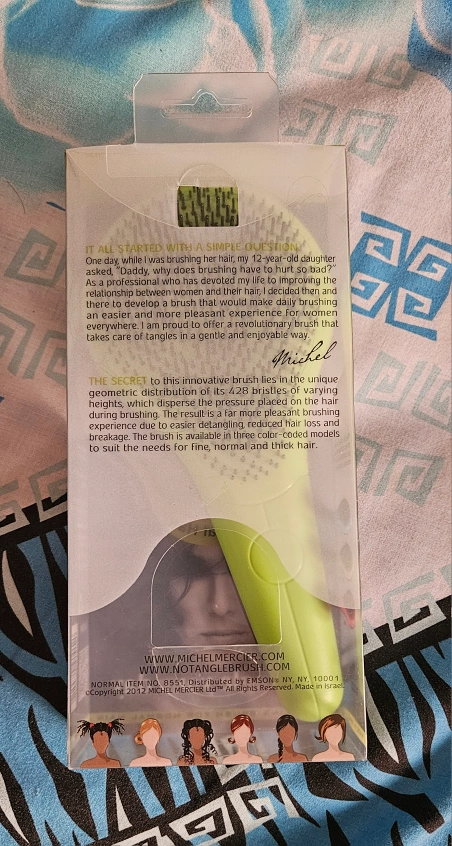 IT ALL STARTED WITH A SIMPLE QUESTION.
One day, while I was brushing her hair, my 12-year-old daughter
asked, "Daddy, why does brushing have to hurt so bad?"
As a professional who has devoted my life to improving the
relationship between women and their hair, I decided then and
there to develop a brush that would make daily brushing
an easier and more pleasant experience for women
everywhere. I am proud to offer a revolutionary brush that
takes care of tangles in a gentle and enjoyable way.
Michel
THE SECRET to this innovative brush lies in the unique
geometric distribution of its 428 bristles of varying
heights, which disperse the pressure placed on the hair
during brushing. The result is a far more pleasant brushing
experience due to easier detangling, reduced hair loss and
breakage. The brush is available in three color-coded models
to suit the needs for fine, normal and thick hair.
WWW.MICHELMERCIER.COM
WWW.NOTANGLEBRUSH.COM
NORMAL ITEM NO. 8551. Distributed by EMSON® NY, NY, 10001
©Copyright 2012 MICHEL MERCIER Ltd™ All Rights Reserved. Made in Israel.